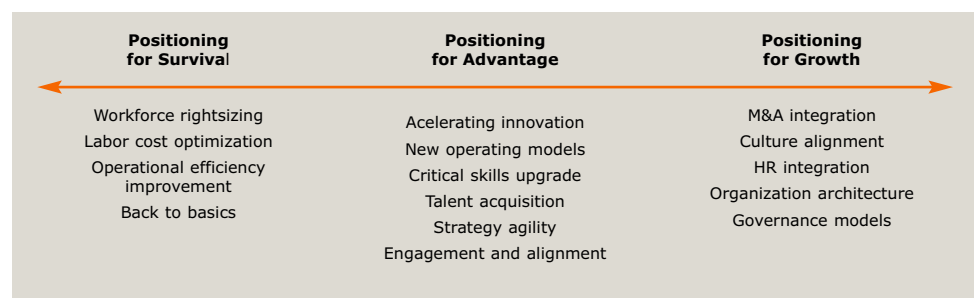 Positioning
for Survival
Workforce rightsizing
Labor cost optimization
Operational efficiency
improvement
Back to basics
Positioning
for Advantage
Acelerating innovation
New operating models
Critical skills upgrade
Talent acquisition
Strategy agility
Engagement and alignment
Positioning
for Growth
M&A integration
Culture alignment
HR integration
Organization architecture
Governance models